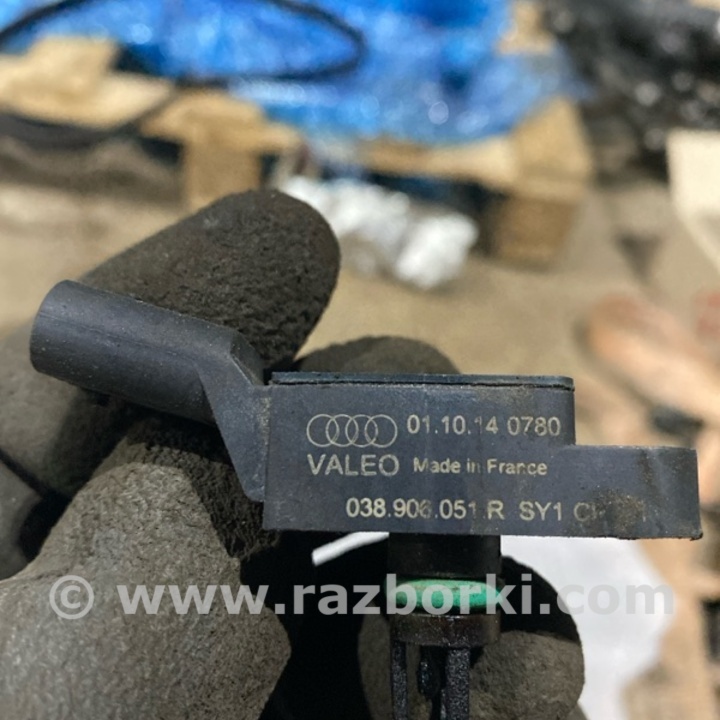 01.10.14 0780
VALEO Made in France
038.906.051 R SY1
© www.razborki.com